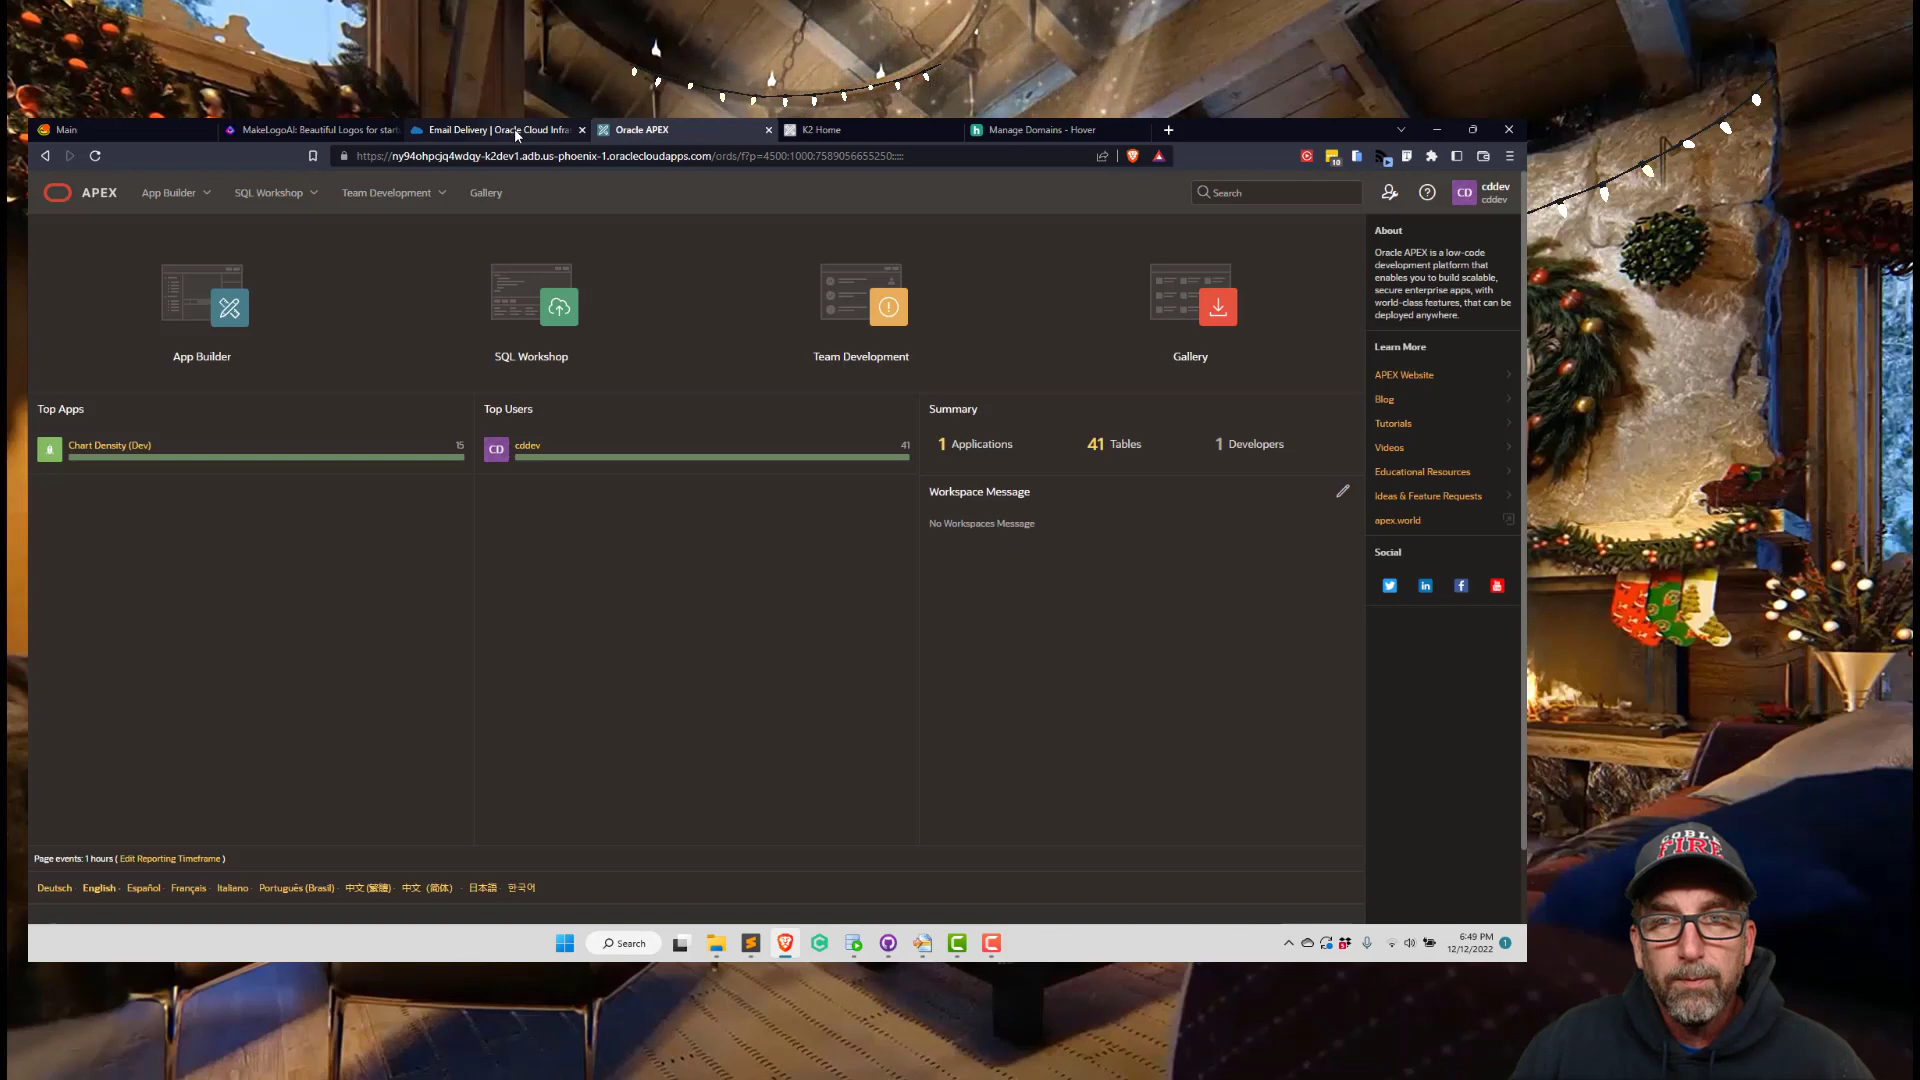 Main
MakeLogoAI: Beautiful Logos for start
Email Delivery | Oracle Cloud Infra
Oracle APEX
K2 Home
Manage Domains - Hover
https://ny94ohpcjq4wdqy-k2dev1.adb.us-phoenix-1.oraclecloudapps.com/ords/f?p=4500:1000:7589056655250:::::
10
APEX
App Builder
SQL Workshop
Team Development
Gallery
Search
CD
cddev
cddev
App Builder
SQL Workshop
Team Development
Gallery
About
Oracle APEX is a low-code
development platform that
enables you to build scalable,
secure enterprise apps, with
world-class features, that can be
deployed anywhere.
Learn More
APEX Website
Blog
Tutorials
Videos
Educational Resources
Ideas & Feature Requests
apex.world
Social
Top Apps
Chart Density (Dev)
15
Top Users
CD
cddev
41
Summary
1 Applications
41 Tables
1 Developers
Workspace Message
No Workspaces Message
Page events: 1 hours ( Edit Reporting Timeframe )
Deutsch · English · Español · Français · Italiano · Português (Brasil) · 中文 (繁體) · 中文 (简体) · 日本語 · 한국어
Search
6:49 PM
12/12/2022
1
COBLE
FIRE